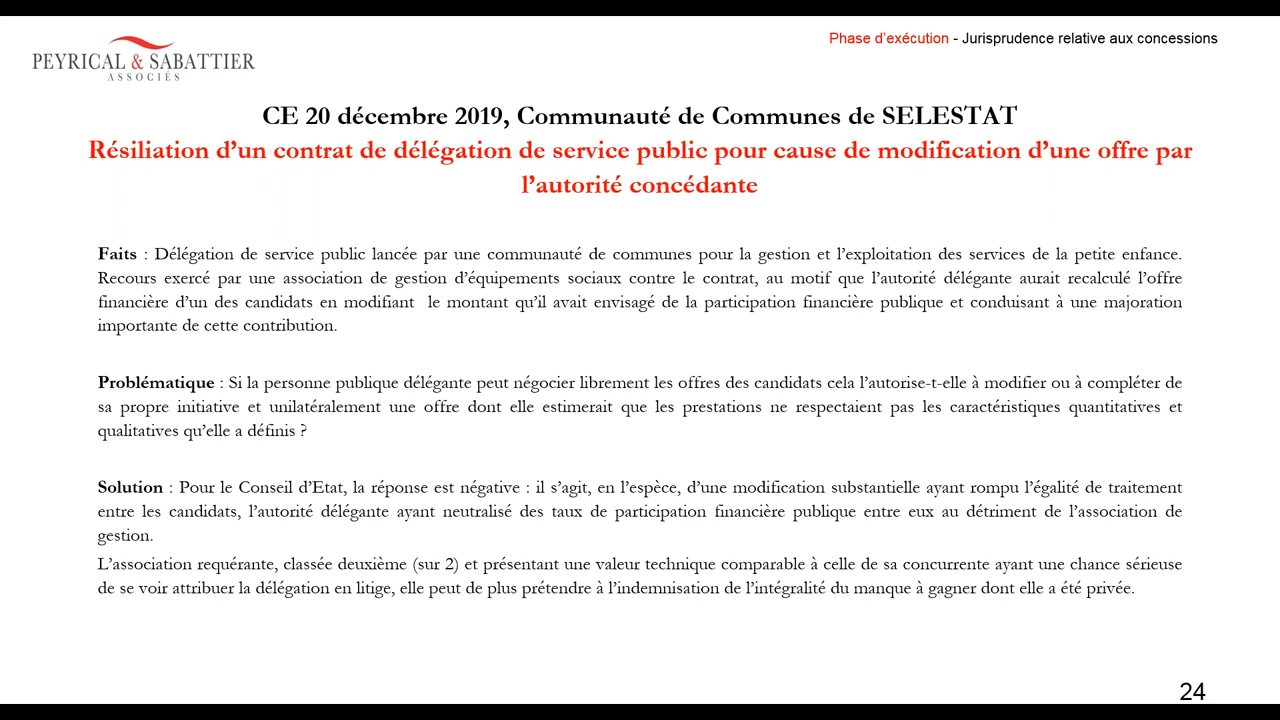 PEYRICAL & SABATTIER
ASSOCIÉS
Phase d’exécution - Jurisprudence relative aux concessions
CE 20 décembre 2019, Communauté de Communes de SELESTAT
Résiliation d’un contrat de délégation de service public pour cause de modification d’une offre par
l’autorité concédante
Faits : Délégation de service public lancée par une communauté de communes pour la gestion et l’exploitation des services de la petite enfance.
Recours exercé par une association de gestion d’équipements sociaux contre le contrat, au motif que l’autorité délégante aurait recalculé l’offre
financière d’un des candidats en modifiant le montant qu’il avait envisagé de la participation financière publique et conduisant à une majoration
importante de cette contribution.
Problématique : Si la personne publique délégante peut négocier librement les offres des candidats cela l’autorise-t-elle à modifier ou à compléter de
sa propre initiative et unilatéralement une offre dont elle estimerait que les prestations ne respectaient pas les caractéristiques quantitatives et
qualitatives qu’elle a définis ?
Solution : Pour le Conseil d’Etat, la réponse est négative : il s’agit, en l’espèce, d’une modification substantielle ayant rompu l’égalité de traitement
entre les candidats, l’autorité délégante ayant neutralisé des taux de participation financière publique entre eux au détriment de l’association de
gestion.
L’association requérante, classée deuxième (sur 2) et présentant une valeur technique comparable à celle de sa concurrente ayant une chance sérieuse
de se voir attribuer la délégation en litige, elle peut de plus prétendre à l’indemnisation de l’intégralité du manque à gagner dont elle a été privée.
24